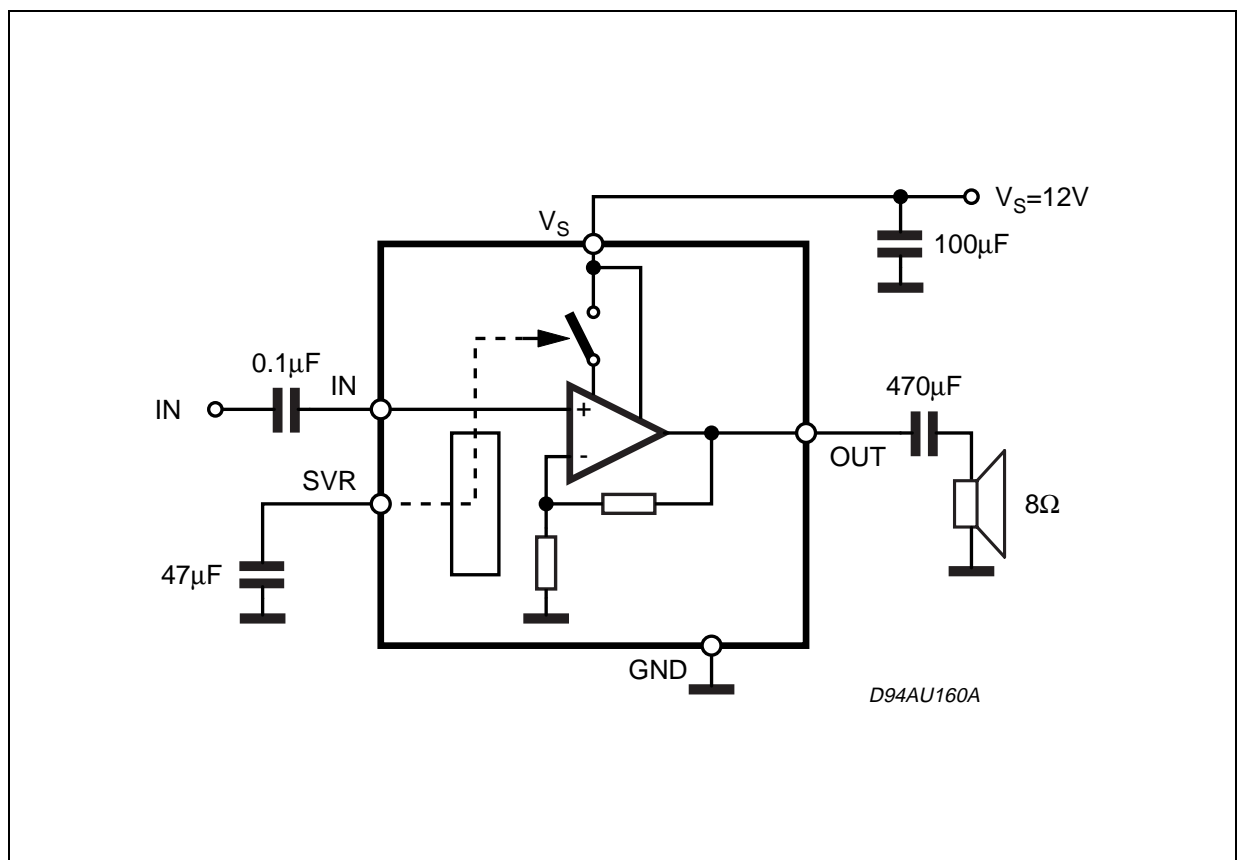 V_S=12V
V_S
100μF
0.1μF
IN
IN
+
470μF
OUT
-
SVR
8Ω
47μF
GND
D94AU160A